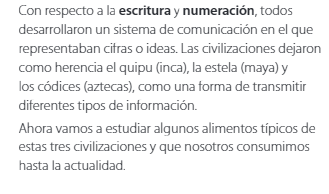 Con respecto a la escritura y numeración, todos
desarrollaron un sistema de comunicación en el que
representaban cifras o ideas. Las civilizaciones dejaron
como herencia el quipu (inca), la estela (maya) y
los códices (aztecas), como una forma de transmitir
diferentes tipos de información.
Ahora vamos a estudiar algunos alimentos típicos de
estas tres civilizaciones y que nosotros consumimos
hasta la actualidad.